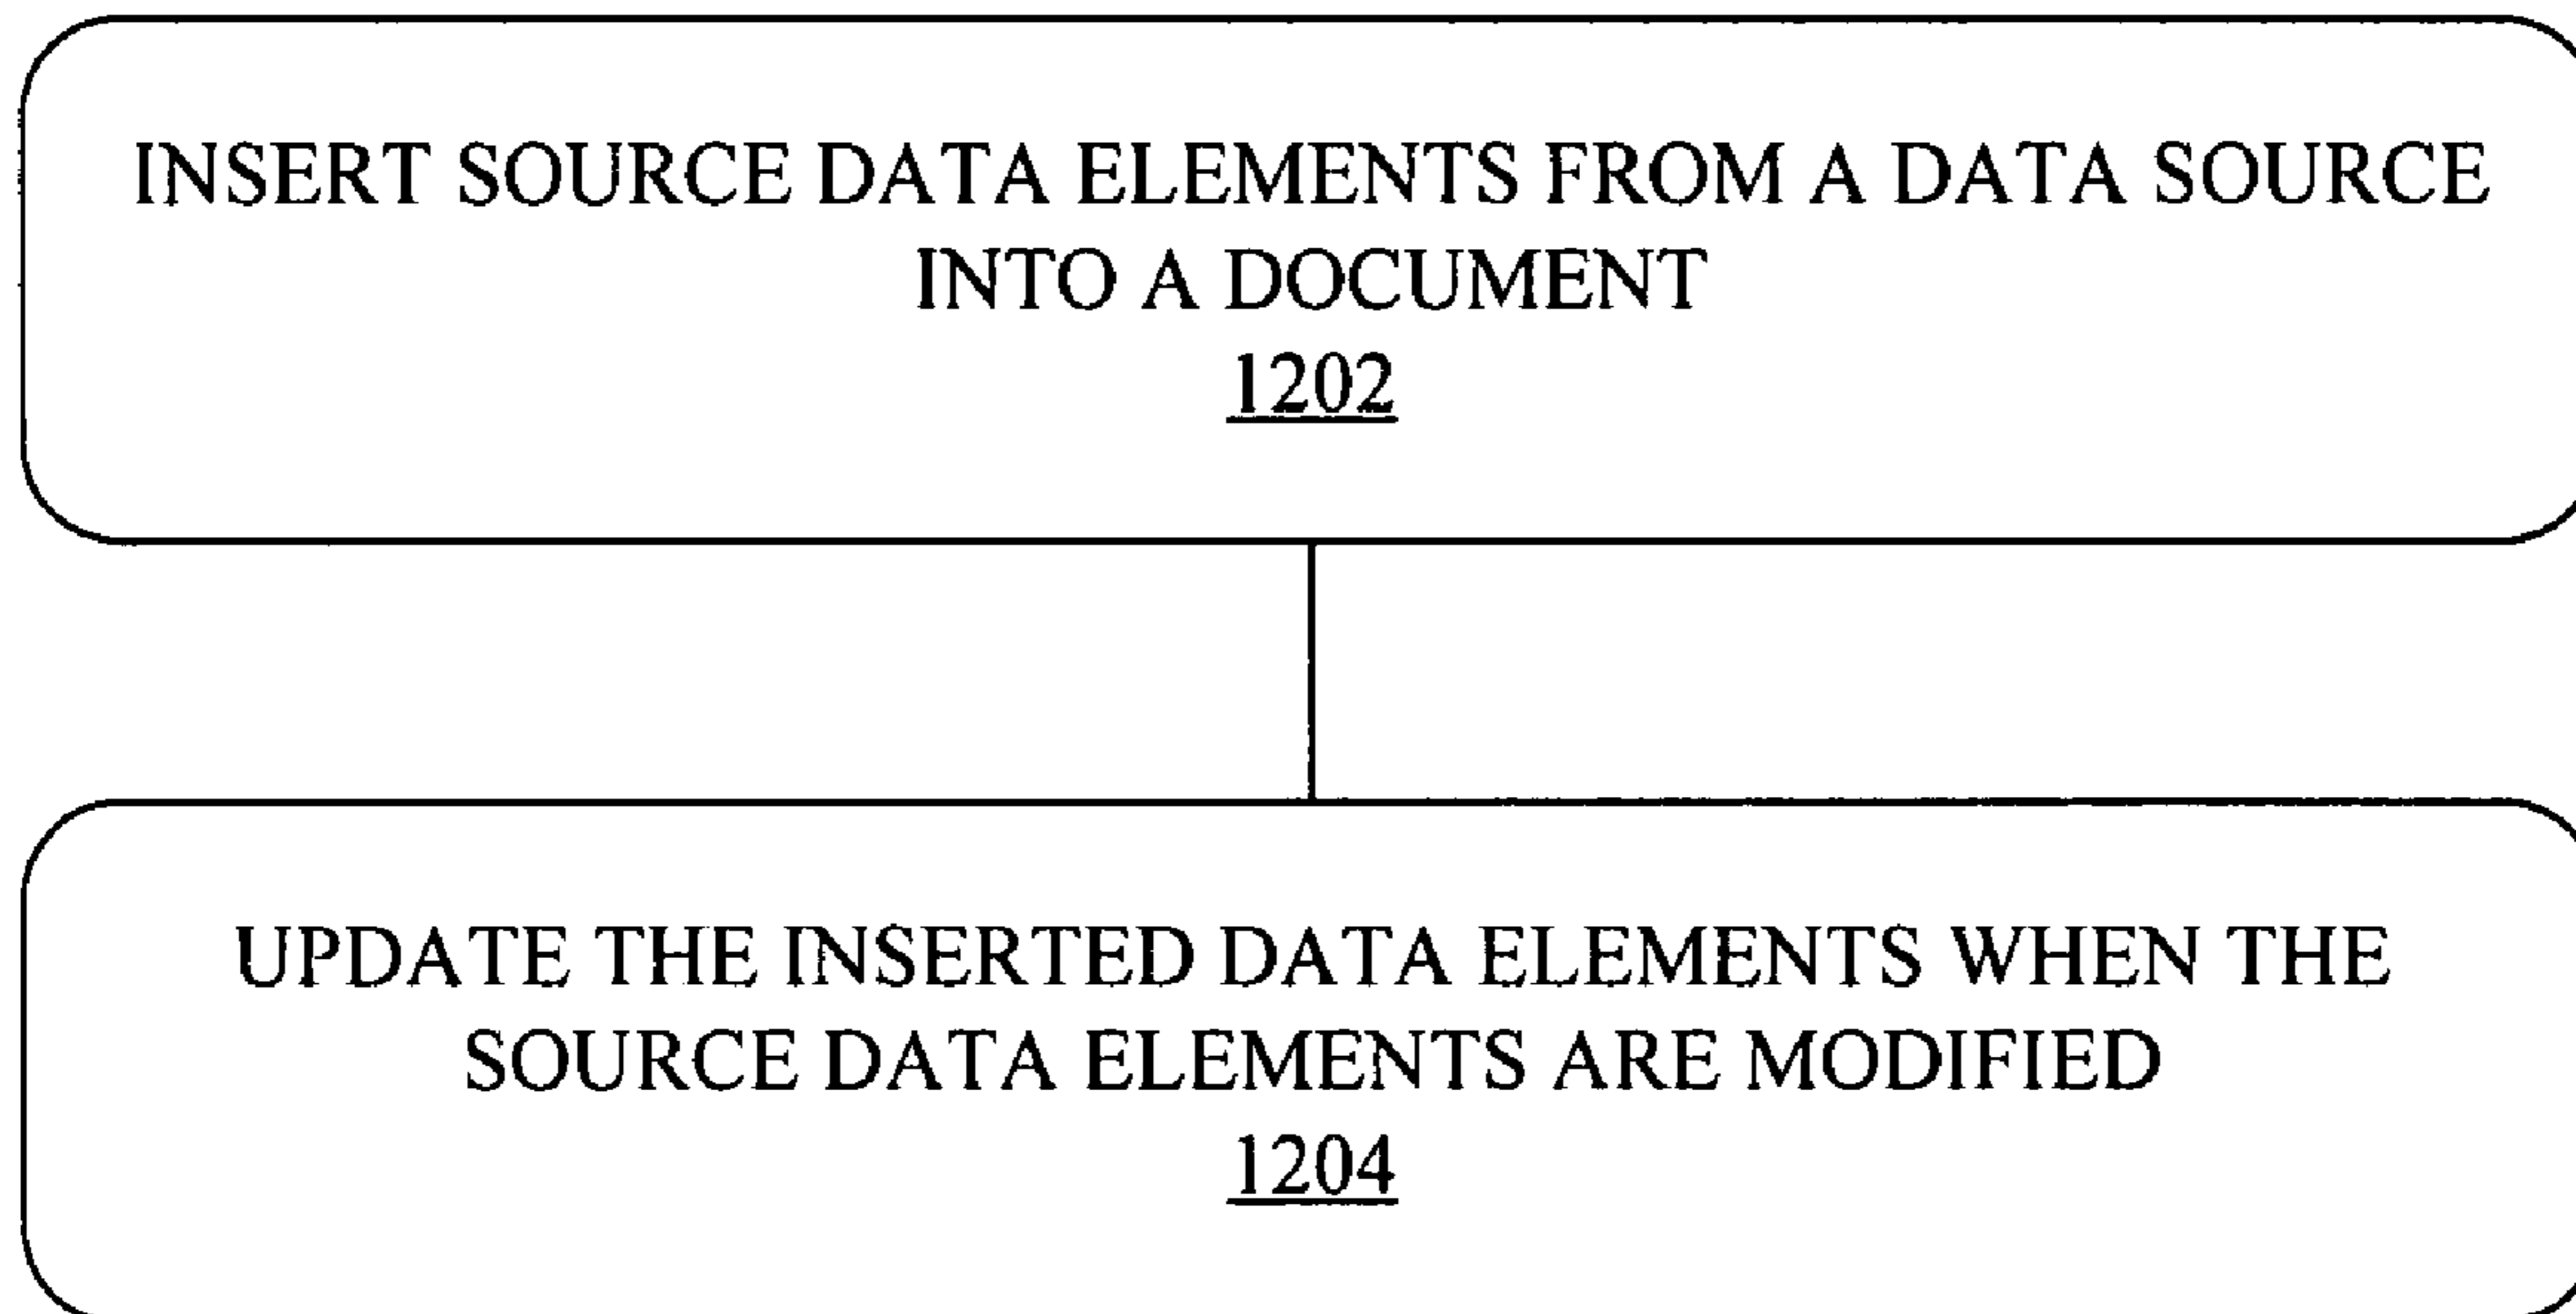 INSERT SOURCE DATA ELEMENTS FROM A DATA SOURCE
INTO A DOCUMENT
1202
UPDATE THE INSERTED DATA ELEMENTS WHEN THE
SOURCE DATA ELEMENTS ARE MODIFIED
1204